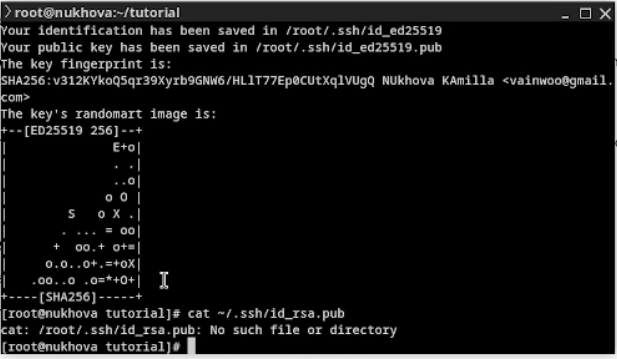 root@nukhova:~/tutorial
Your identification has been saved in /root/.ssh/id_ed25519
Your public key has been saved in /root/.ssh/id_ed25519.pub
The key fingerprint is:
SHA256:v312KYkoQ5qr39Xyrb9GNW6/HLlT77Ep0CUtXqlVUgQ NUkhova KAmilla <vainwoo@gmail.
com>
The key's randomart image is:
+--[ED25519 256]--+
|             E+o|
|             . .|
|             ..o|
|            o O |
|       S   o X .|
|      . ... = oo|
|     +  oo.+ o+=|
|    o.o..o+.=+oX|
|  .oo..o .o=*+O+|
+----[SHA256]-----+
[root@nukhova tutorial]# cat ~/.ssh/id_rsa.pub
cat: /root/.ssh/id_rsa.pub: No such file or directory
[root@nukhova tutorial]#